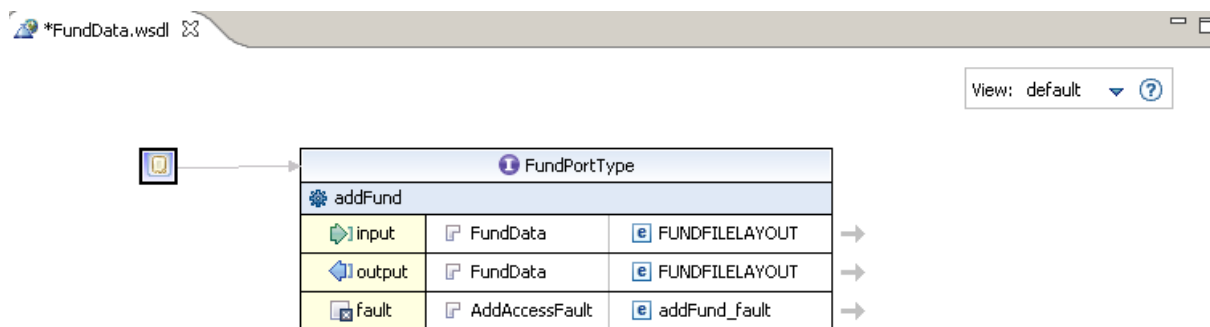 *FundData.wsdl
View: default
FundPortType
addFund
input FundData FUNDFILELAYOUT
output FundData FUNDFILELAYOUT
fault AddAccessFault addFund_fault